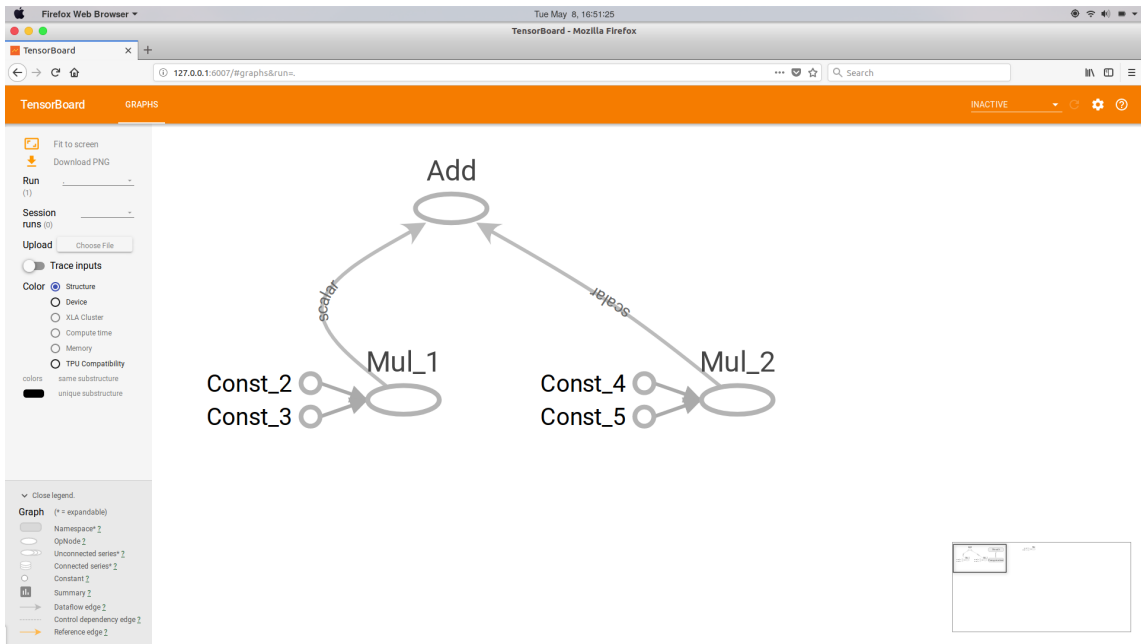 Firefox Web Browser
Tue May 8, 16:51:25
TensorBoard - Mozilla Firefox
TensorBoard × +
127.0.0.1:6007/#graphs&run=.
Search
TensorBoard GRAPHS INACTIVE
Fit to screen
Download PNG
Run .
(1)
Session
runs (0)
Upload Choose File
Trace inputs
Color Structure
Device
XLA Cluster
Compute time
Memory
TPU Compatibility
colors same substructure
unique substructure
Close legend.
Graph (* = expandable)
Namespace* ?
OpNode ?
Unconnected series* ?
Connected series* ?
Constant ?
Summary ?
Dataflow edge ?
Control dependency edge ?
Reference edge ?
Add
scalar
scalar
Mul_1
Mul_2
Const_2
Const_3
Const_4
Const_5